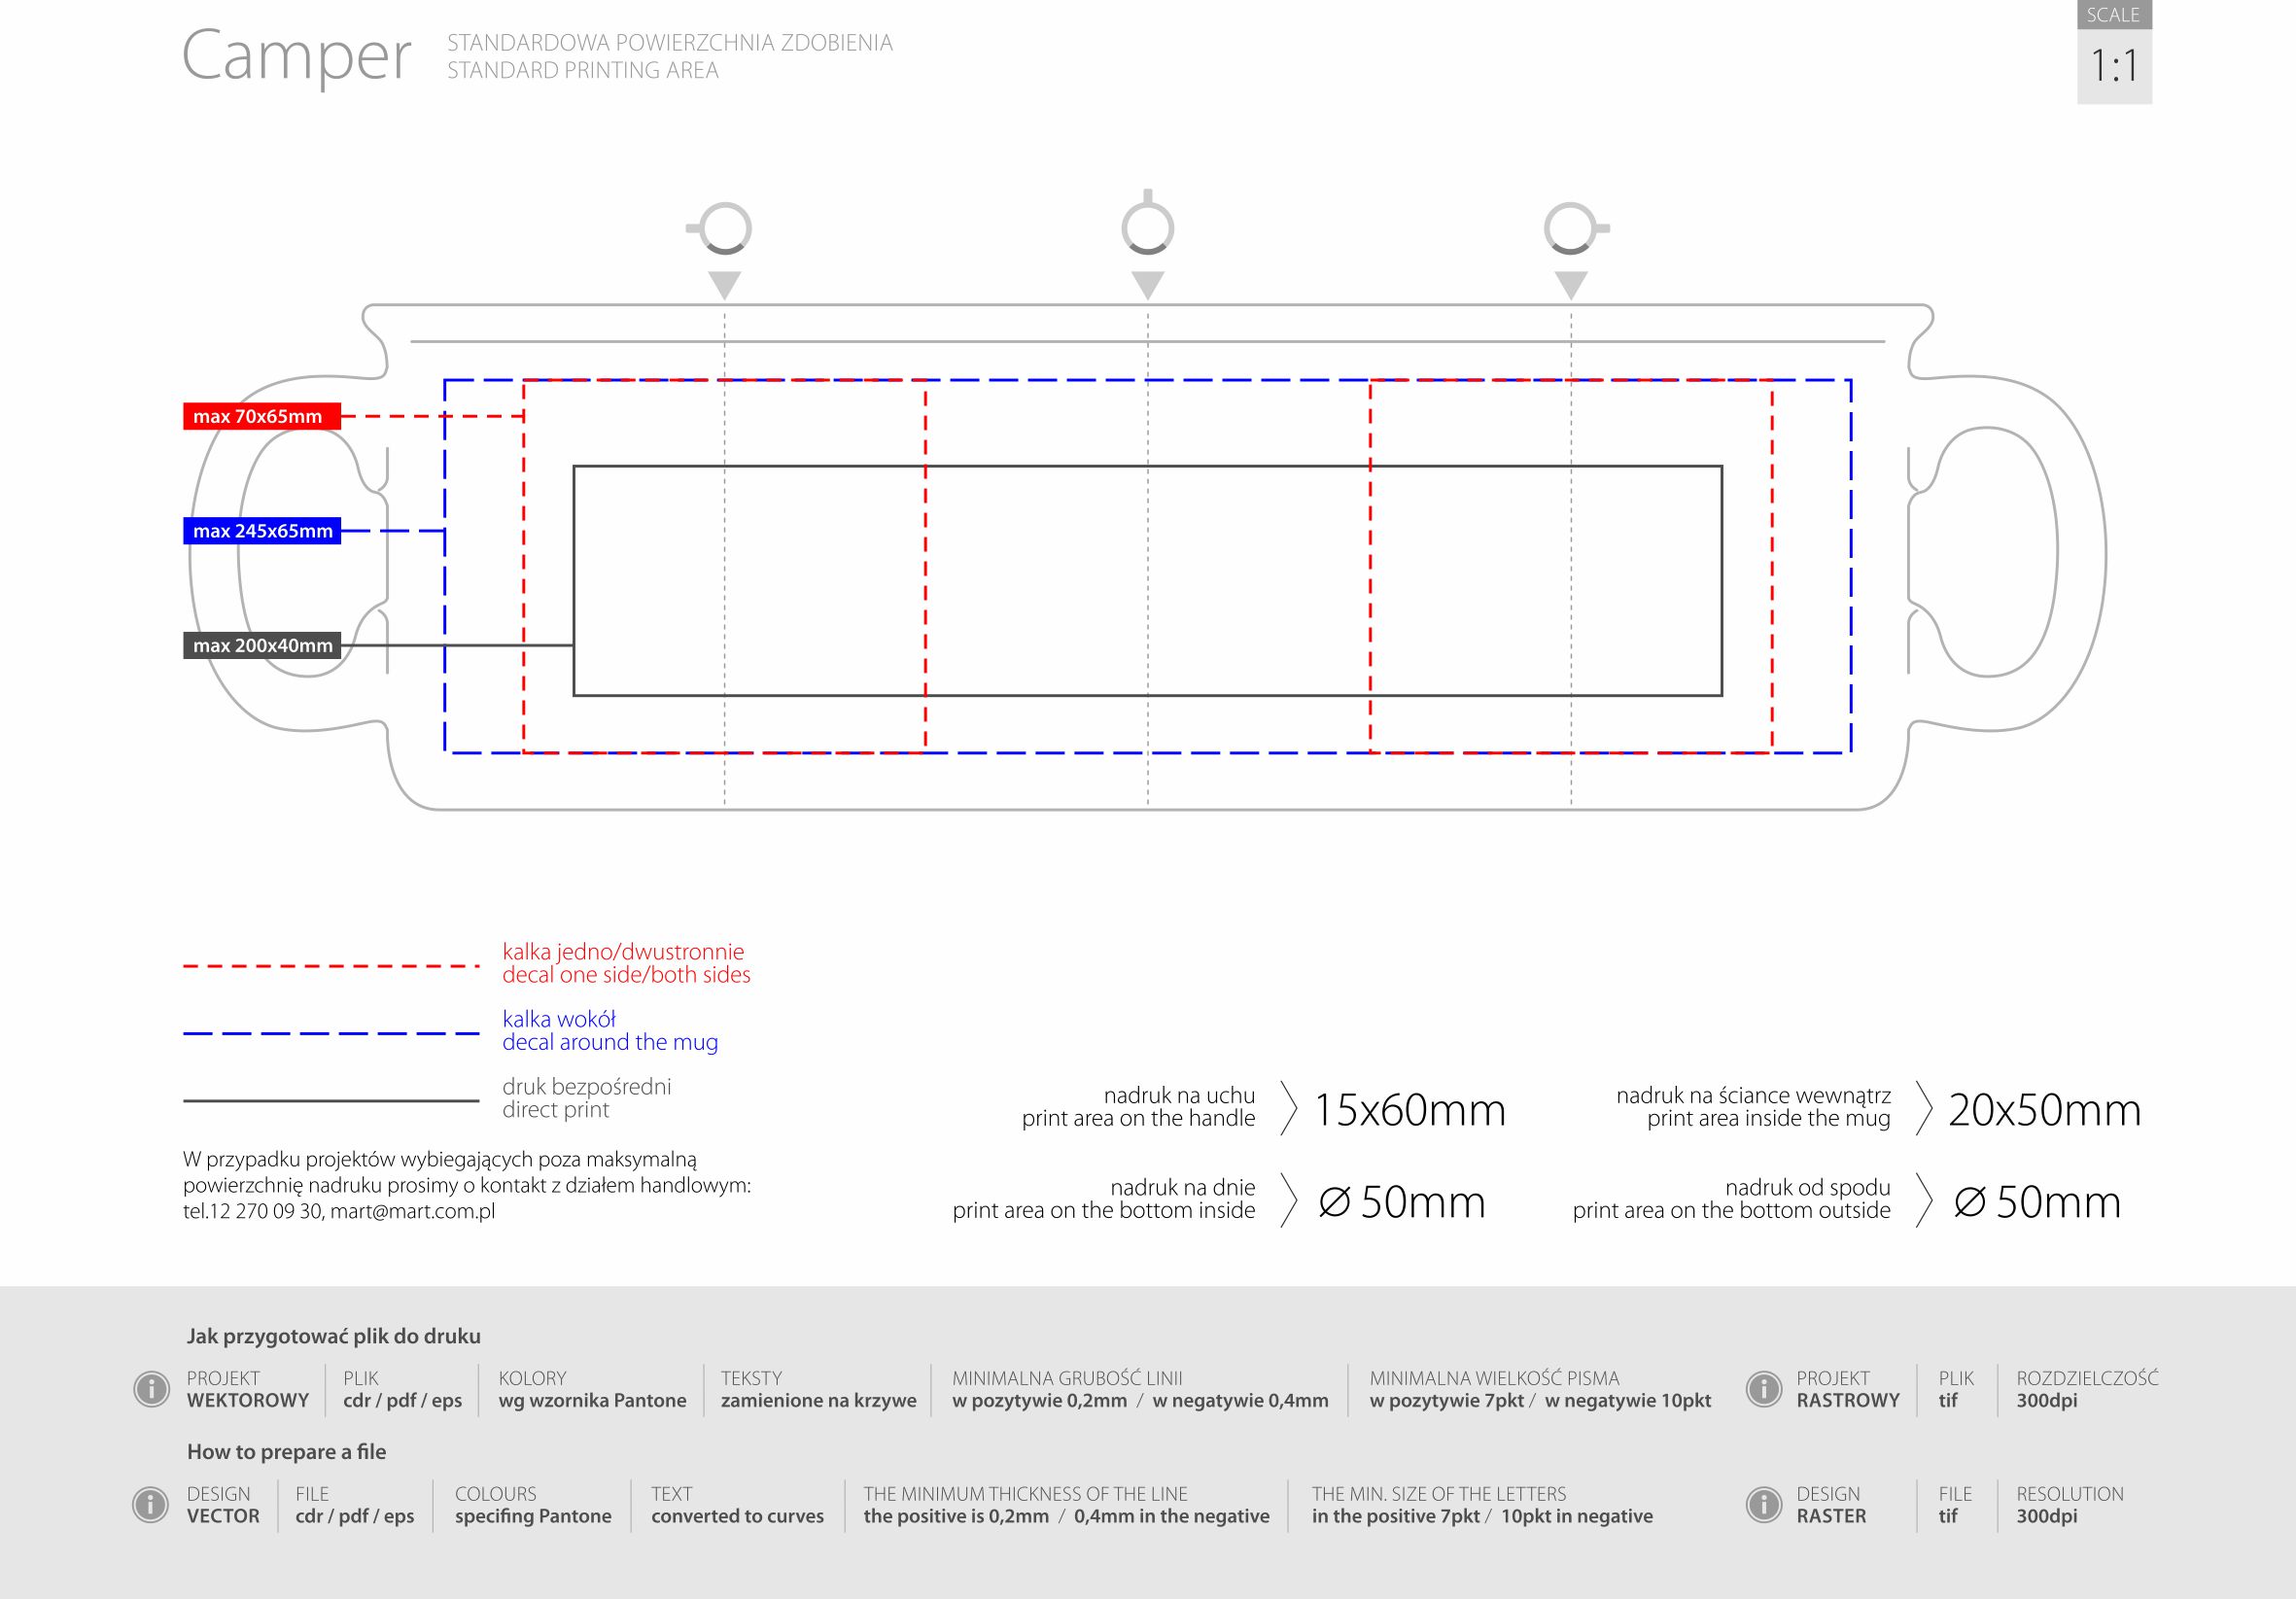 Camper
STANDARDOWA POWIERZCHNIA ZDOBIENIA
STANDARD PRINTING AREA
SCALE
1:1
max 70x65mm
max 245x65mm
max 200x40mm
kalka jedno/dwustronnie
decal one side/both sides
kalka wokół
decal around the mug
druk bezpośredni
direct print
W przypadku projektów wybiegających poza maksymalną
powierzchnię nadruku prosimy o kontakt z działem handlowym:
tel.12 270 09 30, mart@mart.com.pl
nadruk na uchu
print area on the handle
15x60mm
nadruk na ściance wewnątrz
print area inside the mug
20x50mm
nadruk na dnie
print area on the bottom inside
⌀ 50mm
nadruk od spodu
print area on the bottom outside
⌀ 50mm
Jak przygotować plik do druku
PROJEKT
WEKTOROWY
PLIK
cdr / pdf / eps
KOLORY
wg wzornika Pantone
TEKSTY
zamienione na krzywe
MINIMALNA GRUBOŚĆ LINII
w pozytywie 0,2mm / w negatywie 0,4mm
MINIMALNA WIELKOŚĆ PISMA
w pozytywie 7pkt / w negatywie 10pkt
PROJEKT
RASTROWY
PLIK
tif
ROZDZIELCZOŚĆ
300dpi
How to prepare a file
DESIGN
VECTOR
FILE
cdr / pdf / eps
COLOURS
specifing Pantone
TEXT
converted to curves
THE MINIMUM THICKNESS OF THE LINE
the positive is 0,2mm / 0,4mm in the negative
THE MIN. SIZE OF THE LETTERS
in the positive 7pkt / 10pkt in negative
DESIGN
RASTER
FILE
tif
RESOLUTION
300dpi